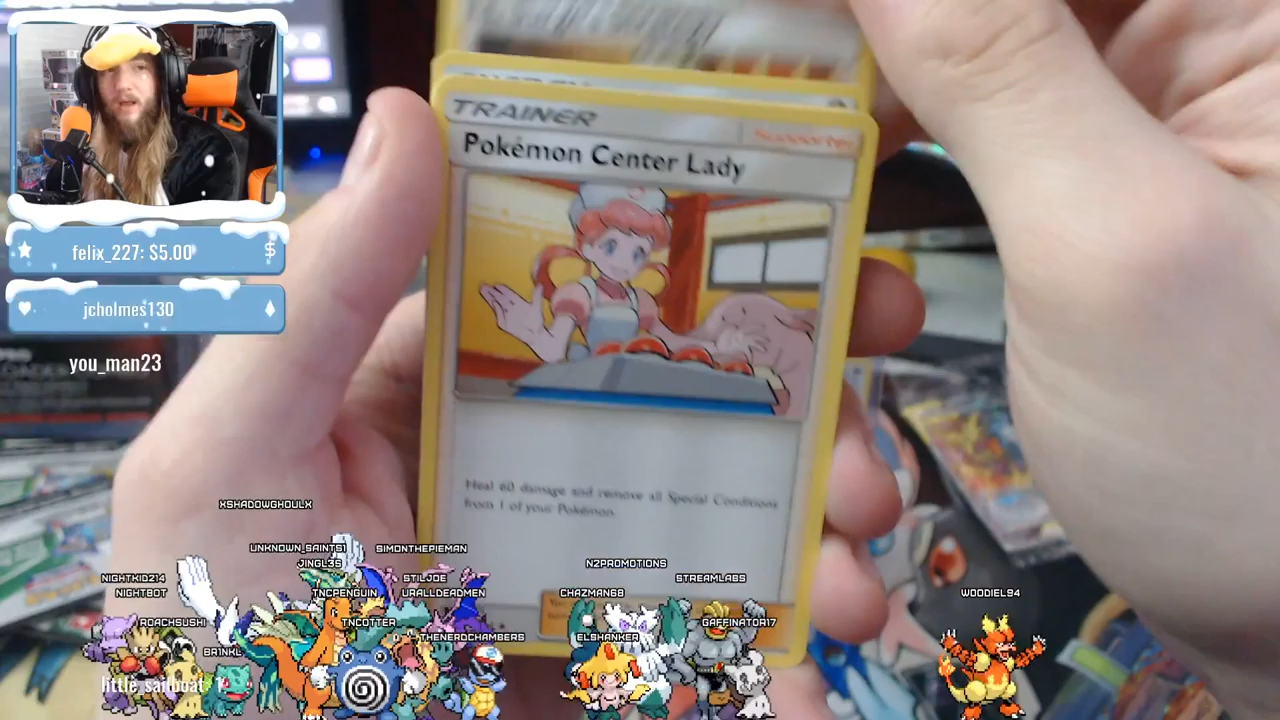 TRAINER
Supporter
Pokémon Center Lady
felix_227: $5.00
$
jcholmes130
you_man23
Heal 60 damage and remove all Special Conditions
from 1 of your Pokémon.
XSHADOWGHOULX
UNKNOWN_SAINTS1
SIMONTHEPIEMAN
JINGL3S
N2PROMOTIONS
NIGHTKID214
STILJOE
STREAMLABS
NIGHTBOT
TNCPENGUIN
URALLDEADMEN
CHAZMAN68
WOODIEL94
ROACHSUSHI
TNCOTTER
GAFFINATOR17
THENERDCHAMBERS
ELSHANKER
BR1NKL
little_sailboat